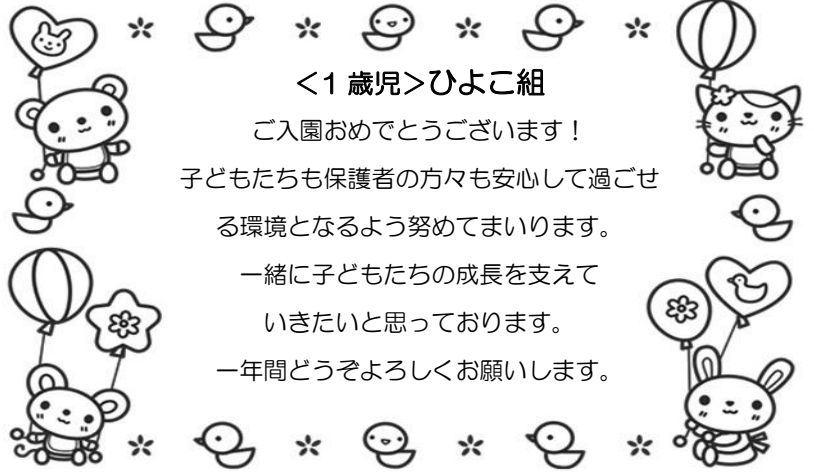 ＜1 歳児＞ひよこ組
ご入園おめでとうございます！
子どもたちも保護者の方々も安心して過ごせ
る環境となるよう努めてまいります。
一緒に子どもたちの成長を支えて
いきたいと思っております。
一年間どうぞよろしくお願いします。